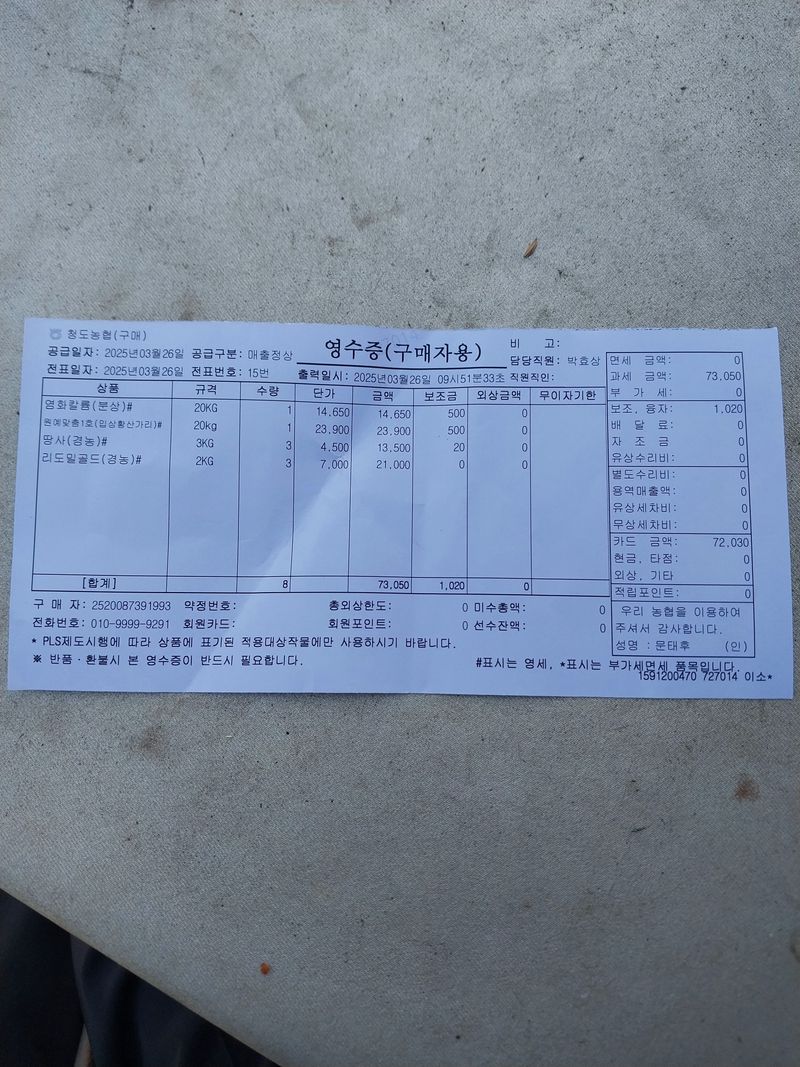 청도농협(구매)
영수증(구매자용)
비 고:
공급일자: 2025년03월26일 공급구분: 매출정상
담당직원: 박효상
전표일자: 2025년03월26일 전표번호: 15번
출력일시: 2025년03월26일 09시51분33초 직원직인:
상품 규격 수량 단가 금액 보조금 외상금액 무이자기한
영화칼륨(분상)# 20KG 1 14,650 14,650 500 0
원예맞춤1호(입상황산가리)# 20kg 1 23,900 23,900 500 0
땅사(경농)# 3KG 3 4,500 13,500 20 0
리도밀골드(경농)# 2KG 3 7,000 21,000 0 0
[합계] 8 73,050 1,020 0
면세 금액: 0
과세 금액: 73,050
부 가 세: 0
보조, 융자: 1,020
배 달 료: 0
자 조 금 0
유상수리비: 0
별도수리비: 0
용역매출액: 0
유상세차비: 0
무상세차비: 0
카드 금액: 72,030
현금, 타점: 0
외상, 기타 0
적립포인트: 0
우리 농협을 이용하여
주셔서 감사합니다.
성명 : 문태후 (인)
구 매 자: 2520087391993 약정번호: 총외상한도: 0 미수총액: 0
전화번호: 010-9999-9291 회원카드: 회원포인트: 0 선수잔액: 0
* PLS제도시행에 따라 상품에 표기된 적용대상작물에만 사용하시기 바랍니다.
※ 반품·환불시 본 영수증이 반드시 필요합니다.
#표시는 영세, *표시는 부가세면세 품목입니다.
1591200470 727014 이소*